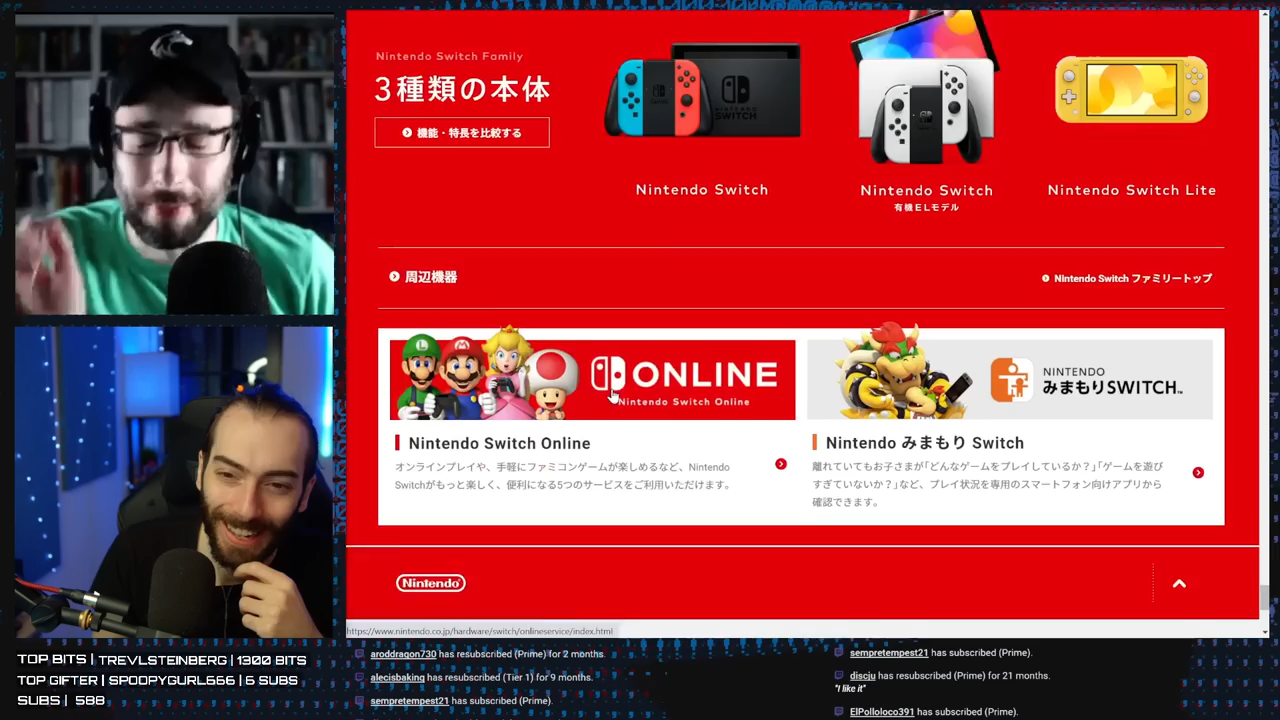 Nintendo Switch Family
3種類の本体
機能・特長を比較する
NINTENDO
SWITCH
Nintendo Switch
Nintendo Switch
有機ELモデル
Nintendo Switch Lite
周辺機器
Nintendo Switch ファミリートップ
L
M
ONLINE
Nintendo Switch Online
NINTENDO
みまもりSWITCH™
Nintendo Switch Online
オンラインプレイや、手軽にファミコンゲームが楽しめるなど、Nintendo
Switchがもっと楽しく、便利になる5つのサービスをご利用いただけます。
Nintendo みまもり Switch
離れていてもお子さまが「どんなゲームをプレイしているか？」「ゲームを遊び
すぎていないか？」など、プレイ状況を専用のスマートフォン向けアプリから
確認できます。
Nintendo
https://www.nintendo.co.jp/hardware/switch/onlineservice/index.html
TOP BITS | TREVLSTEINBERG | 1300 BITS
TOP GIFTER | SPOOPYGURL666 | 6 SUBS
SUBS | 588
aroddragon730 has resubscribed (Prime) for 2 months.
alecisbaking has resubscribed (Tier 1) for 9 months.
sempretempest21 has subscribed (Prime).
sempretempest21 has subscribed (Prime).
discju has resubscribed (Prime) for 21 months.
"I like it"
ElPolloloco391 has subscribed (Prime).